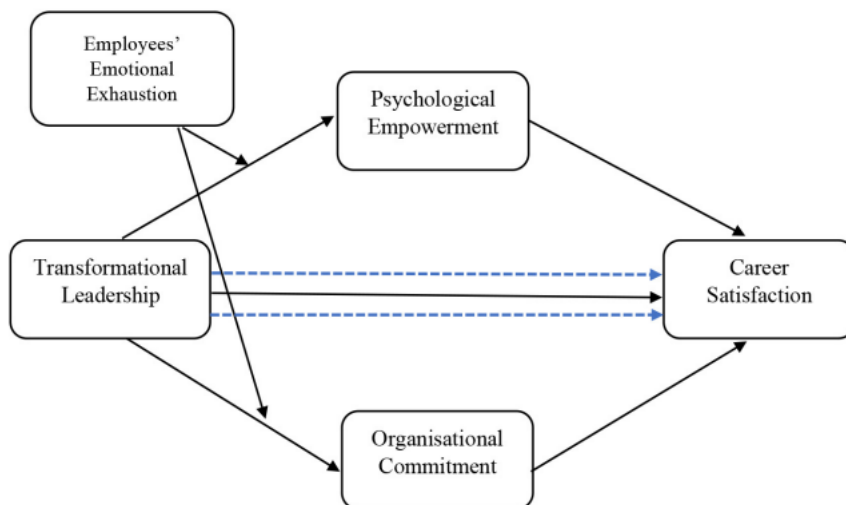 Employees’
Emotional
Exhaustion
Psychological
Empowerment
Transformational
Leadership
Career
Satisfaction
Organisational
Commitment